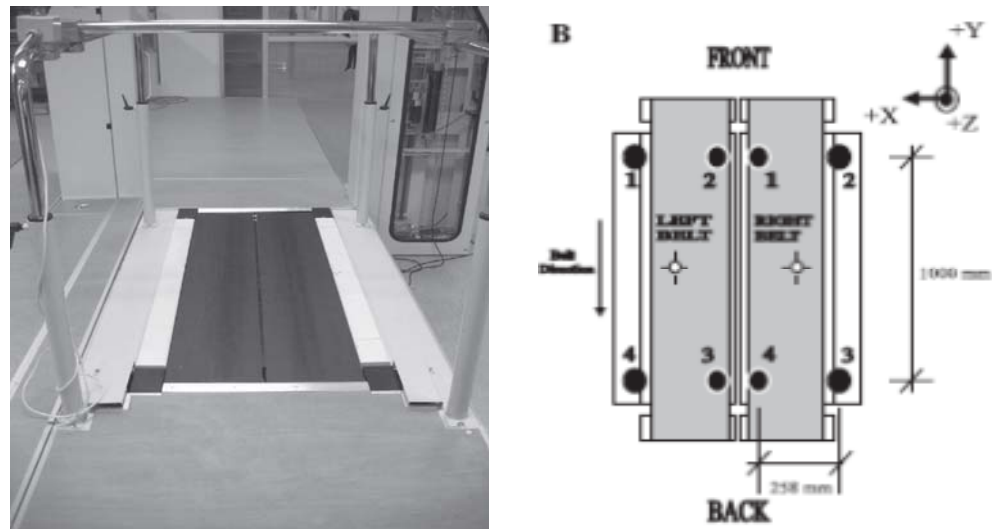 B
FRONT
+Y
+X
+Z
1
2
1
2
LEFT
BELT
RIGHT
BELT
Belt
Direction
1000 mm
4
3
4
3
258 mm
BACK